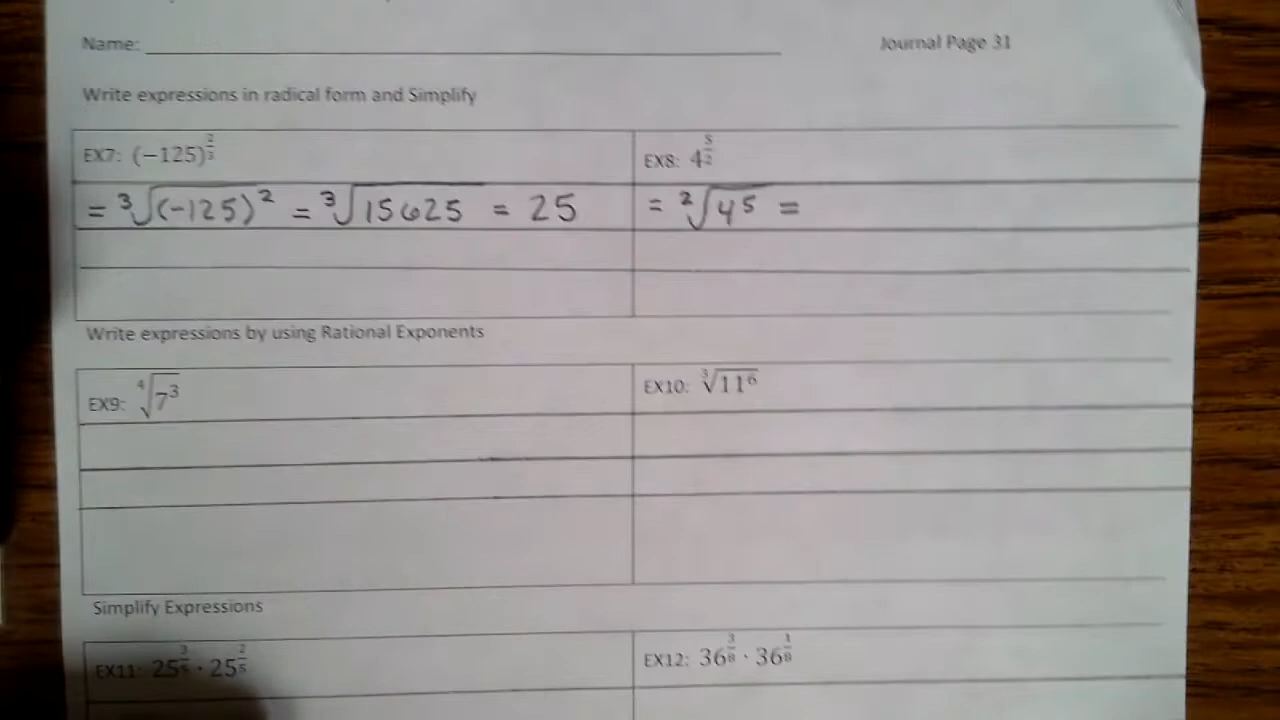 Name: ____________ Journal Page 31
Write expressions in radical form and Simplify
EX7: (−125)^{2/3}
EX8: 4^{5/2}
= ³√(-125)² = ³√15625 = 25
= ²√4⁵ =
Write expressions by using Rational Exponents
EX9: ⁴√7³
EX10: ³√11⁶
Simplify Expressions
EX11: 25^{3/5} · 25^{2/5}
EX12: 36^{3/8} · 36^{1/8}